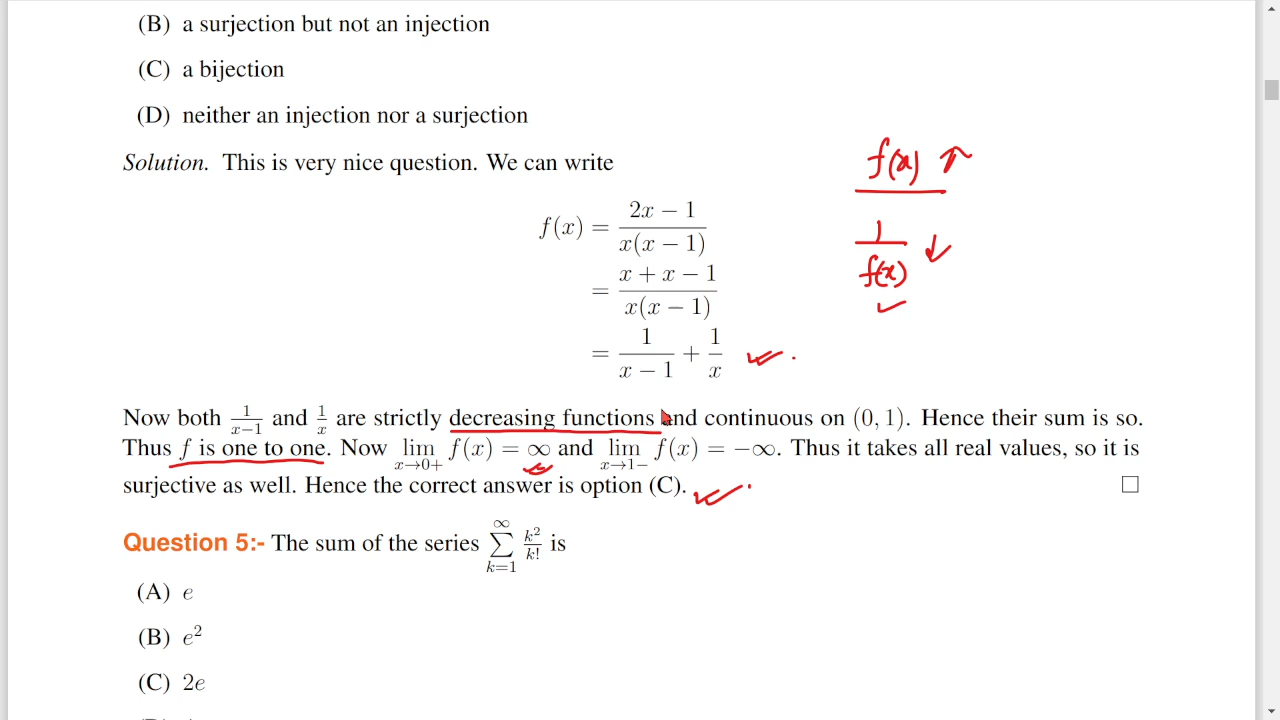 (B) a surjection but not an injection
(C) a bijection
(D) neither an injection nor a surjection
Solution. This is very nice question. We can write
f(x) = (2x − 1)/(x(x − 1))
= (x + x − 1)/(x(x − 1))
= 1/(x − 1) + 1/x
f(x) ↑
1/f(x) ↓
Now both 1/(x−1) and 1/x are strictly decreasing functions and continuous on (0, 1). Hence their sum is so.
Thus f is one to one. Now lim x→0+ f(x) = ∞ and lim x→1− f(x) = −∞. Thus it takes all real values, so it is
surjective as well. Hence the correct answer is option (C). □
Question 5:- The sum of the series ∑_{k=1}^{∞} k²/k! is
(A) e
(B) e²
(C) 2e